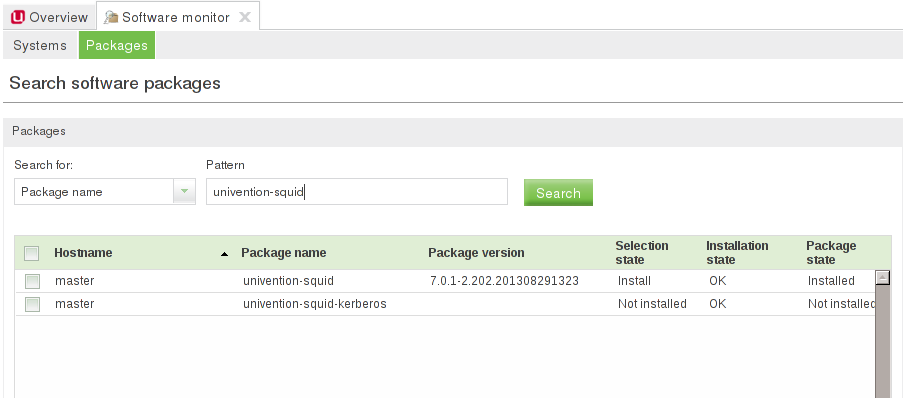 Overview Software monitor
Systems Packages
Search software packages
Packages
Search for: Pattern
Package name univention-squid Search
Hostname Package name Package version Selection state Installation state Package state
master univention-squid 7.0.1-2.202.201308291323 Install OK Installed
master univention-squid-kerberos Not installed OK Not installed